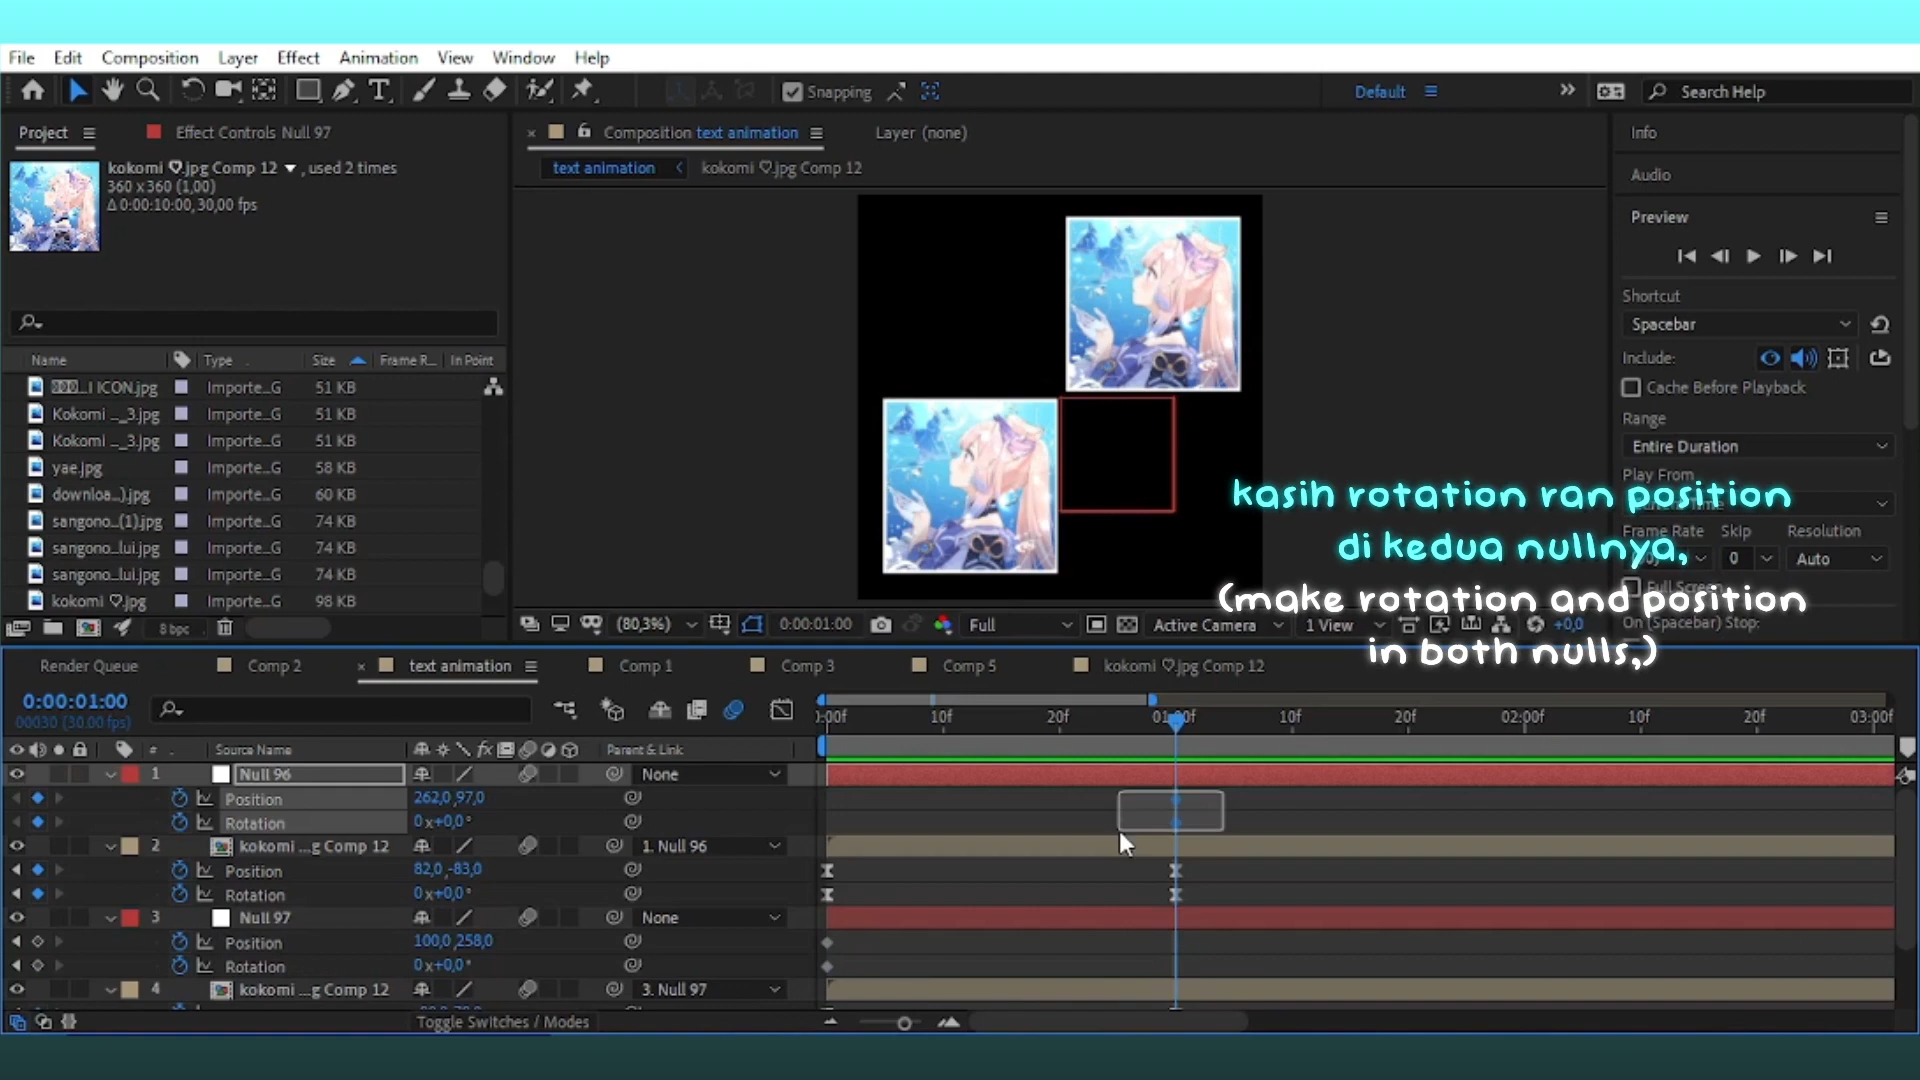 File Edit Composition Layer Effect Animation View Window Help
Snapping Default Search Help
Project Effect Controls Null 97
Composition text animation Layer (none)
kokomi ♡.jpg Comp 12 , used 2 times
360 x 360 (1,00)
Δ 0:00:10:00, 30,00 fps
text animation kokomi ♡.jpg Comp 12
Info
Audio
Preview
Shortcut
Spacebar
Include:
Cache Before Playback
Range
Entire Duration
Play From
Frame Rate Skip Resolution
0 Auto
Full Screen
On (Spacebar) Stop:
Name Type Size Frame R... In Point
...I ICON.jpg Importe...G 51 KB
Kokomi ..._3.jpg Importe...G 51 KB
Kokomi ..._3.jpg Importe...G 51 KB
yae.jpg Importe...G 58 KB
downloa...).jpg Importe...G 60 KB
sangono...(1).jpg Importe...G 74 KB
sangono...lui.jpg Importe...G 74 KB
sangono...lui.jpg Importe...G 74 KB
kokomi ♡.jpg Importe...G 98 KB
8 bpc
(80,3%) 0:00:01:00 Full Active Camera 1 View +0,0
kasih rotation ran position
di kedua nullnya,
(make rotation and position
in both nulls,)
Render Queue Comp 2 text animation Comp 1 Comp 3 Comp 5 kokomi ♡.jpg Comp 12
0:00:01:00
00030 (30.00 fps)
:00f 10f 20f 01:00f 10f 20f 02:00f 10f 20f 03:00f
# Source Name fx Parent & Link
1 Null 96 None
Position 262,0,97,0
Rotation 0x+0,0°
2 kokomi ...g Comp 12 1. Null 96
Position 82,0,-83,0
Rotation 0x+0,0°
3 Null 97 None
Position 100,0,258,0
Rotation 0x+0,0°
4 kokomi ...g Comp 12 3. Null 97
Toggle Switches / Modes